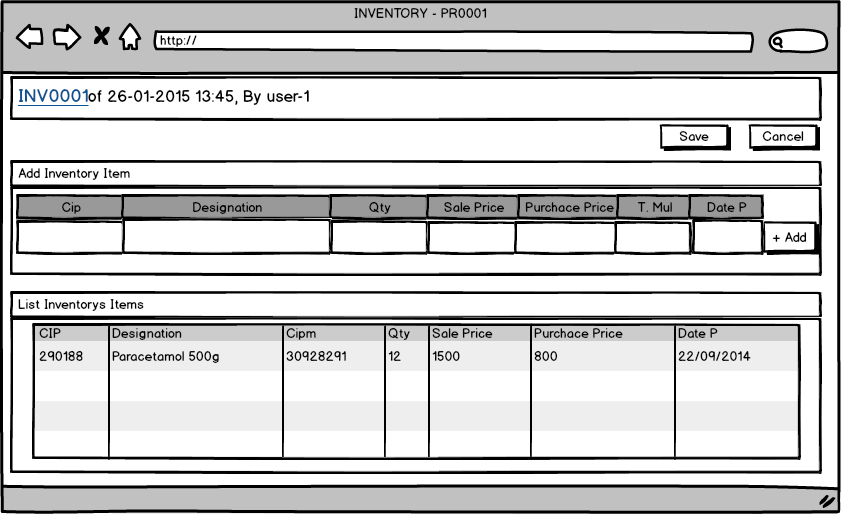 INVENTORY - PR0001
http://
INV0001of 26-01-2015 13:45, By user-1
Save Cancel
Add Inventory Item
Cip Designation Qty Sale Price Purchace Price T. Mul Date P
+ Add
List Inventorys Items
CIP Designation Cipm Qty Sale Price Purchace Price Date P
290188 Paracetamol 500g 30928291 12 1500 800 22/09/2014